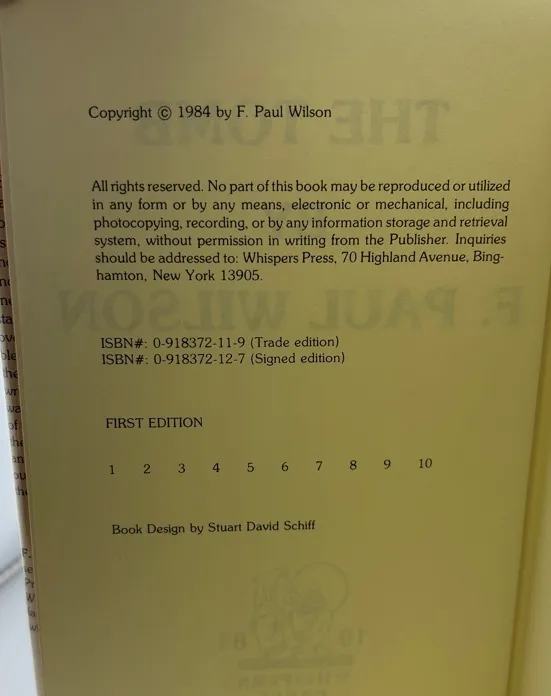 Copyright © 1984 by F. Paul Wilson
All rights reserved. No part of this book may be reproduced or utilized
in any form or by any means, electronic or mechanical, including
photocopying, recording, or by any information storage and retrieval
system, without permission in writing from the Publisher. Inquiries
should be addressed to: Whispers Press, 70 Highland Avenue, Bing-
hamton, New York 13905.
ISBN#: 0-918372-11-9 (Trade edition)
ISBN#: 0-918372-12-7 (Signed edition)
FIRST EDITION
1 2 3 4 5 6 7 8 9 10
Book Design by Stuart David Schiff
THE TOMB
F. PAUL WILSON